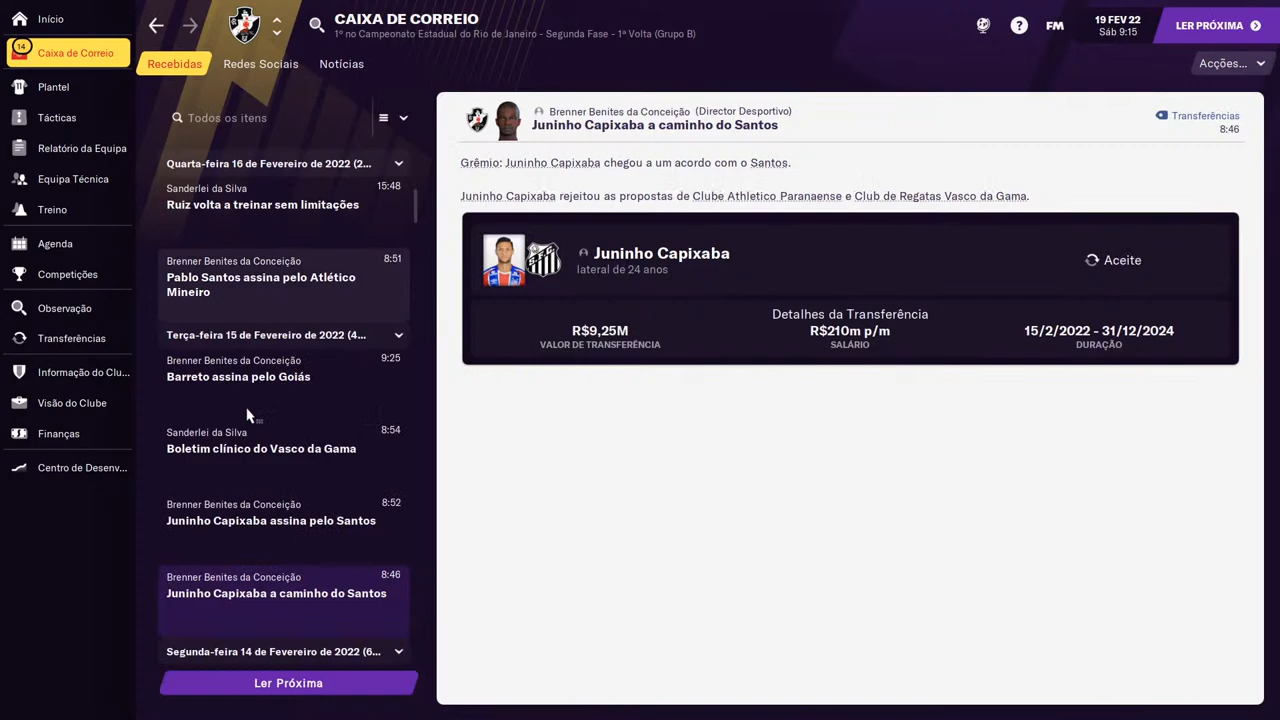 Início
CAIXA DE CORREIO
1º no Campeonato Estadual do Rio de Janeiro - Segunda Fase - 1ª Volta (Grupo B)
?
FM
19 FEV 22
Sáb 9:15
LER PRÓXIMA
14
Caixa de Correio
Recebidas
Redes Sociais
Notícias
Acções...
Plantel
Tácticas
Relatório da Equipa
Equipa Técnica
Treino
Agenda
Competições
Observação
Transferências
Informação do Clu...
Visão do Clube
Finanças
Centro de Desenv...
Todos os itens
Quarta-feira 16 de Fevereiro de 2022 (2...
Sanderlei da Silva
15:48
Ruiz volta a treinar sem limitações
Brenner Benites da Conceição
8:51
Pablo Santos assina pelo Atlético
Mineiro
Terça-feira 15 de Fevereiro de 2022 (4...
Brenner Benites da Conceição
9:25
Barreto assina pelo Goiás
Sanderlei da Silva
8:54
Boletim clínico do Vasco da Gama
Brenner Benites da Conceição
8:52
Juninho Capixaba assina pelo Santos
Brenner Benites da Conceição
8:46
Juninho Capixaba a caminho do Santos
Segunda-feira 14 de Fevereiro de 2022 (6...
Ler Próxima
Brenner Benites da Conceição (Director Desportivo)
Juninho Capixaba a caminho do Santos
Transferências
8:46
Grêmio: Juninho Capixaba chegou a um acordo com o Santos.
Juninho Capixaba rejeitou as propostas de Clube Athletico Paranaense e Club de Regatas Vasco da Gama.
Juninho Capixaba
lateral de 24 anos
Aceite
Detalhes da Transferência
R$9,25M
VALOR DE TRANSFERÊNCIA
R$210m p/m
SALÁRIO
15/2/2022 - 31/12/2024
DURAÇÃO